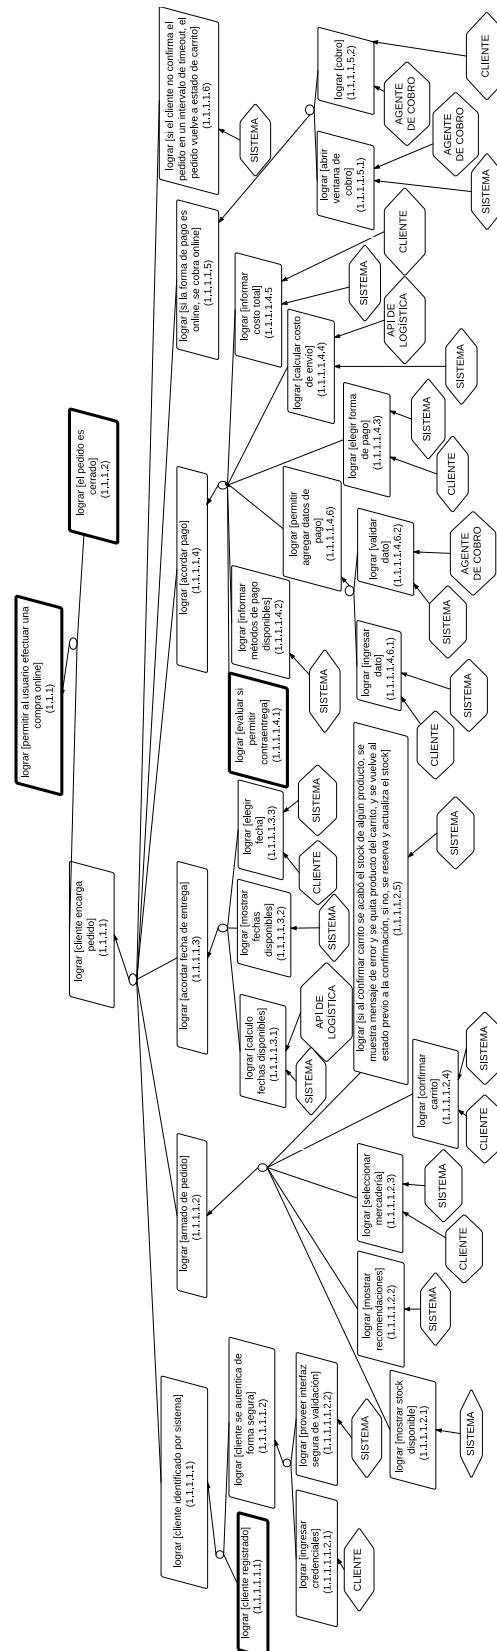 lograr [permitir al usuario efectuar una
compra online]
(1.1.1)
lograr [cliente encarga
pedido]
(1.1.1.1)
lograr [el pedido es
cerrado]
(1.1.1.2)
lograr [cliente identificado por sistema]
(1.1.1.1.1)
lograr [armado de pedido]
(1.1.1.1.2)
lograr [acordar fecha de entrega]
(1.1.1.1.3)
lograr [acordar pago]
(1.1.1.1.4)
lograr [si la forma de pago es
online, se cobra online]
(1.1.1.1.5)
lograr [si el cliente no confirma el
pedido en un intervalo de timeout, el
pedido vuelve a estado de carrito]
(1.1.1.1.6)
SISTEMA
lograr [cliente registrado]
(1.1.1.1.1.1)
lograr [cliente se autentica de
forma segura]
(1.1.1.1.1.2)
lograr [ingresar
credenciales]
(1.1.1.1.1.2.1)
CLIENTE
lograr [proveer interfaz
segura de validación]
(1.1.1.1.1.2.2)
SISTEMA
lograr [mostrar stock
disponible]
(1.1.1.1.2.1)
SISTEMA
lograr [mostrar
recomendaciones]
(1.1.1.1.2.2)
SISTEMA
lograr [seleccionar
mercadería]
(1.1.1.1.2.3)
CLIENTE
SISTEMA
lograr [confirmar
carrito]
(1.1.1.1.2.4)
CLIENTE
SISTEMA
lograr [si al confirmar carrito se acabó el stock de algún producto, se
muestra mensaje de error y se quita producto del carrito, y se vuelve al
estado previo a la confirmación, si no, se reserva y actualiza el stock]
(1.1.1.1.2.5)
SISTEMA
lograr [calculo
fechas disponibles]
(1.1.1.1.3.1)
SISTEMA
API DE
LOGÍSTICA
lograr [mostrar
fechas
disponibles]
(1.1.1.1.3.2)
SISTEMA
lograr [elegir
fecha]
(1.1.1.1.3.3)
CLIENTE
SISTEMA
lograr [evaluar si
permitir
contraentrega]
(1.1.1.1.4.1)
lograr [informar
métodos de pago
disponibles]
(1.1.1.1.4.2)
SISTEMA
lograr [permitir
agregar datos de
pago]
(1.1.1.1.4.6)
lograr [ingresar
dato]
(1.1.1.1.4.6.1)
CLIENTE
SISTEMA
lograr [validar
dato]
(1.1.1.1.4.6.2)
SISTEMA
AGENTE
DE COBRO
lograr [elegir forma
de pago]
(1.1.1.1.4.3)
CLIENTE
SISTEMA
lograr [calcular costo
de envío]
(1.1.1.1.4.4)
SISTEMA
API DE
LOGÍSTICA
lograr [informar
costo total]
(1.1.1.1.4.5
SISTEMA
CLIENTE
lograr [abrir
ventana de
cobro]
(1.1.1.1.5.1)
SISTEMA
AGENTE
DE COBRO
lograr [cobro]
(1.1.1.1.5.2)
AGENTE
DE COBRO
CLIENTE